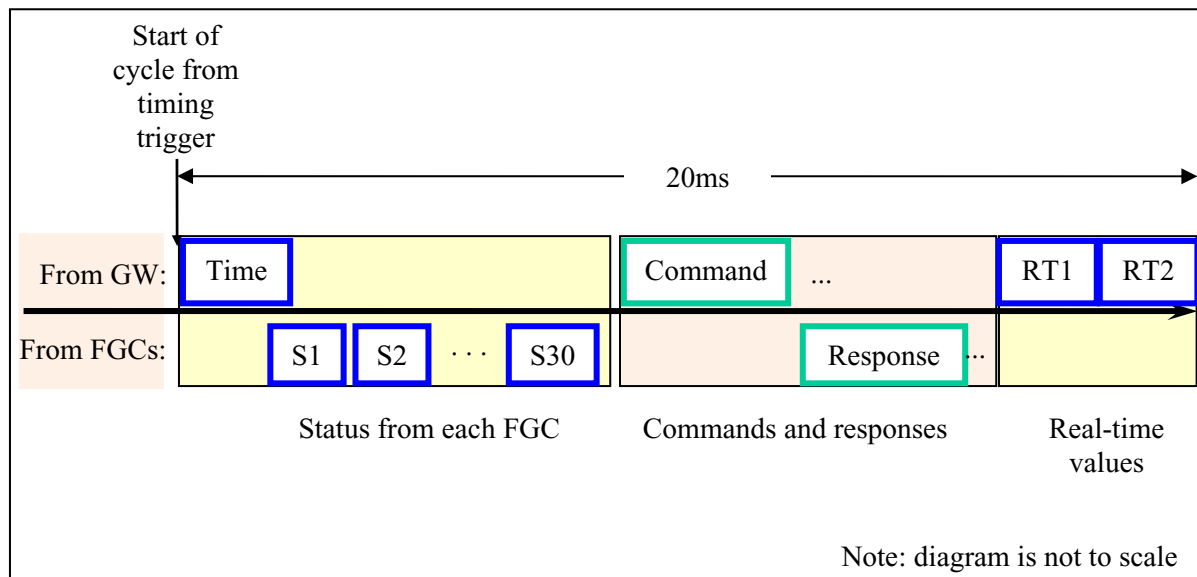 Start of
cycle from
timing
trigger
20ms
From GW:
Time
Command
...
RT1
RT2
From FGCs:
S1
S2
. . .
S30
Response
...
Status from each FGC
Commands and responses
Real-time
values
Note: diagram is not to scale